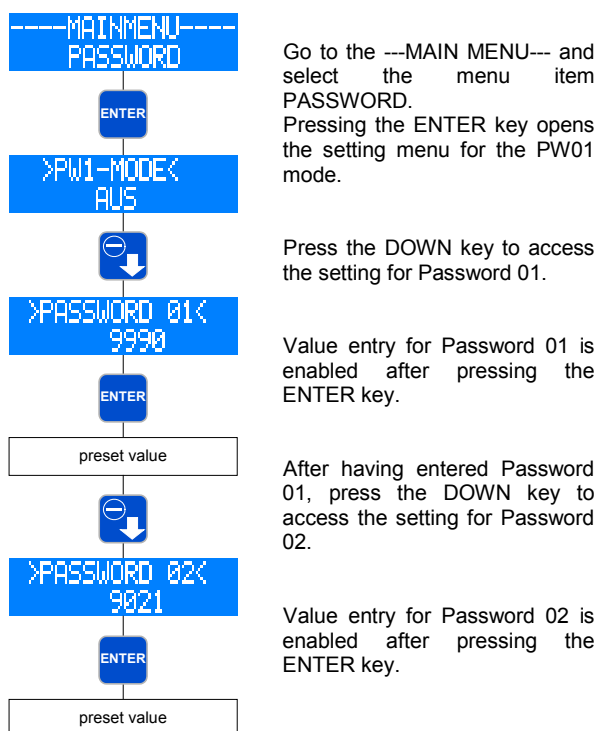 ----MAINMENU----
PASSWORD
ENTER
>PW1-MODE<
AUS
>PASSWORD 01<
9990
ENTER
preset value
>PASSWORD 02<
9021
ENTER
preset value
Go to the ---MAIN MENU--- and
select the menu item
PASSWORD.
Pressing the ENTER key opens
the setting menu for the PW01
mode.
Press the DOWN key to access
the setting for Password 01.
Value entry for Password 01 is
enabled after pressing the
ENTER key.
After having entered Password
01, press the DOWN key to
access the setting for Password
02.
Value entry for Password 02 is
enabled after pressing the
ENTER key.